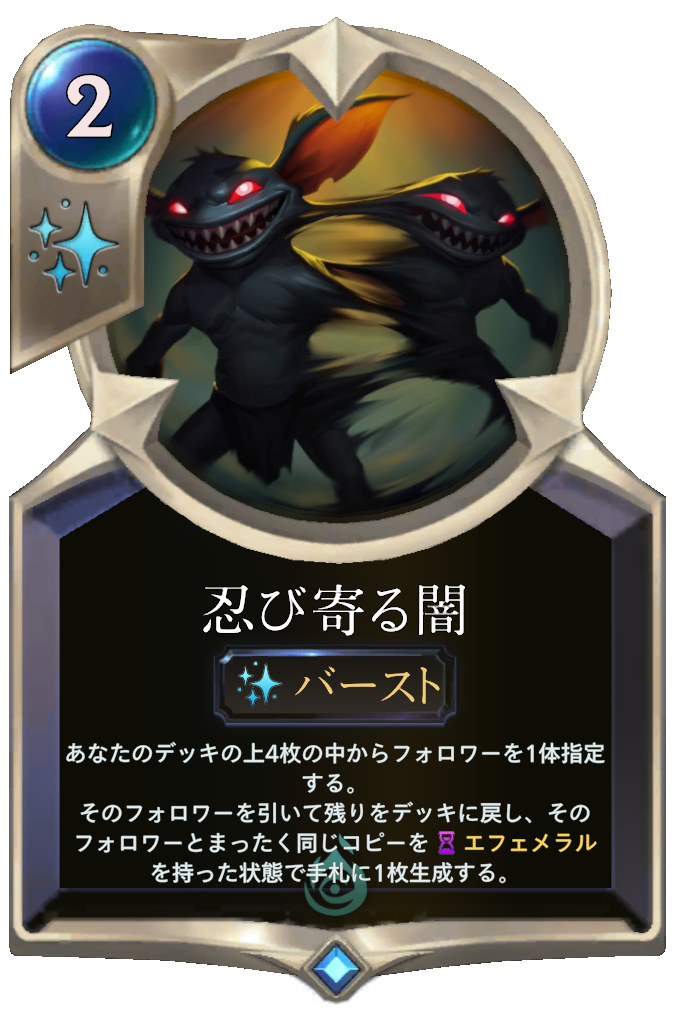 2
忍び寄る闇
バースト
あなたのデッキの上4枚の中からフォロワーを1体指定
する。
そのフォロワーを引いて残りをデッキに戻し、その
フォロワーとまったく同じコピーを エフェメラル
を持った状態で手札に1枚生成する。